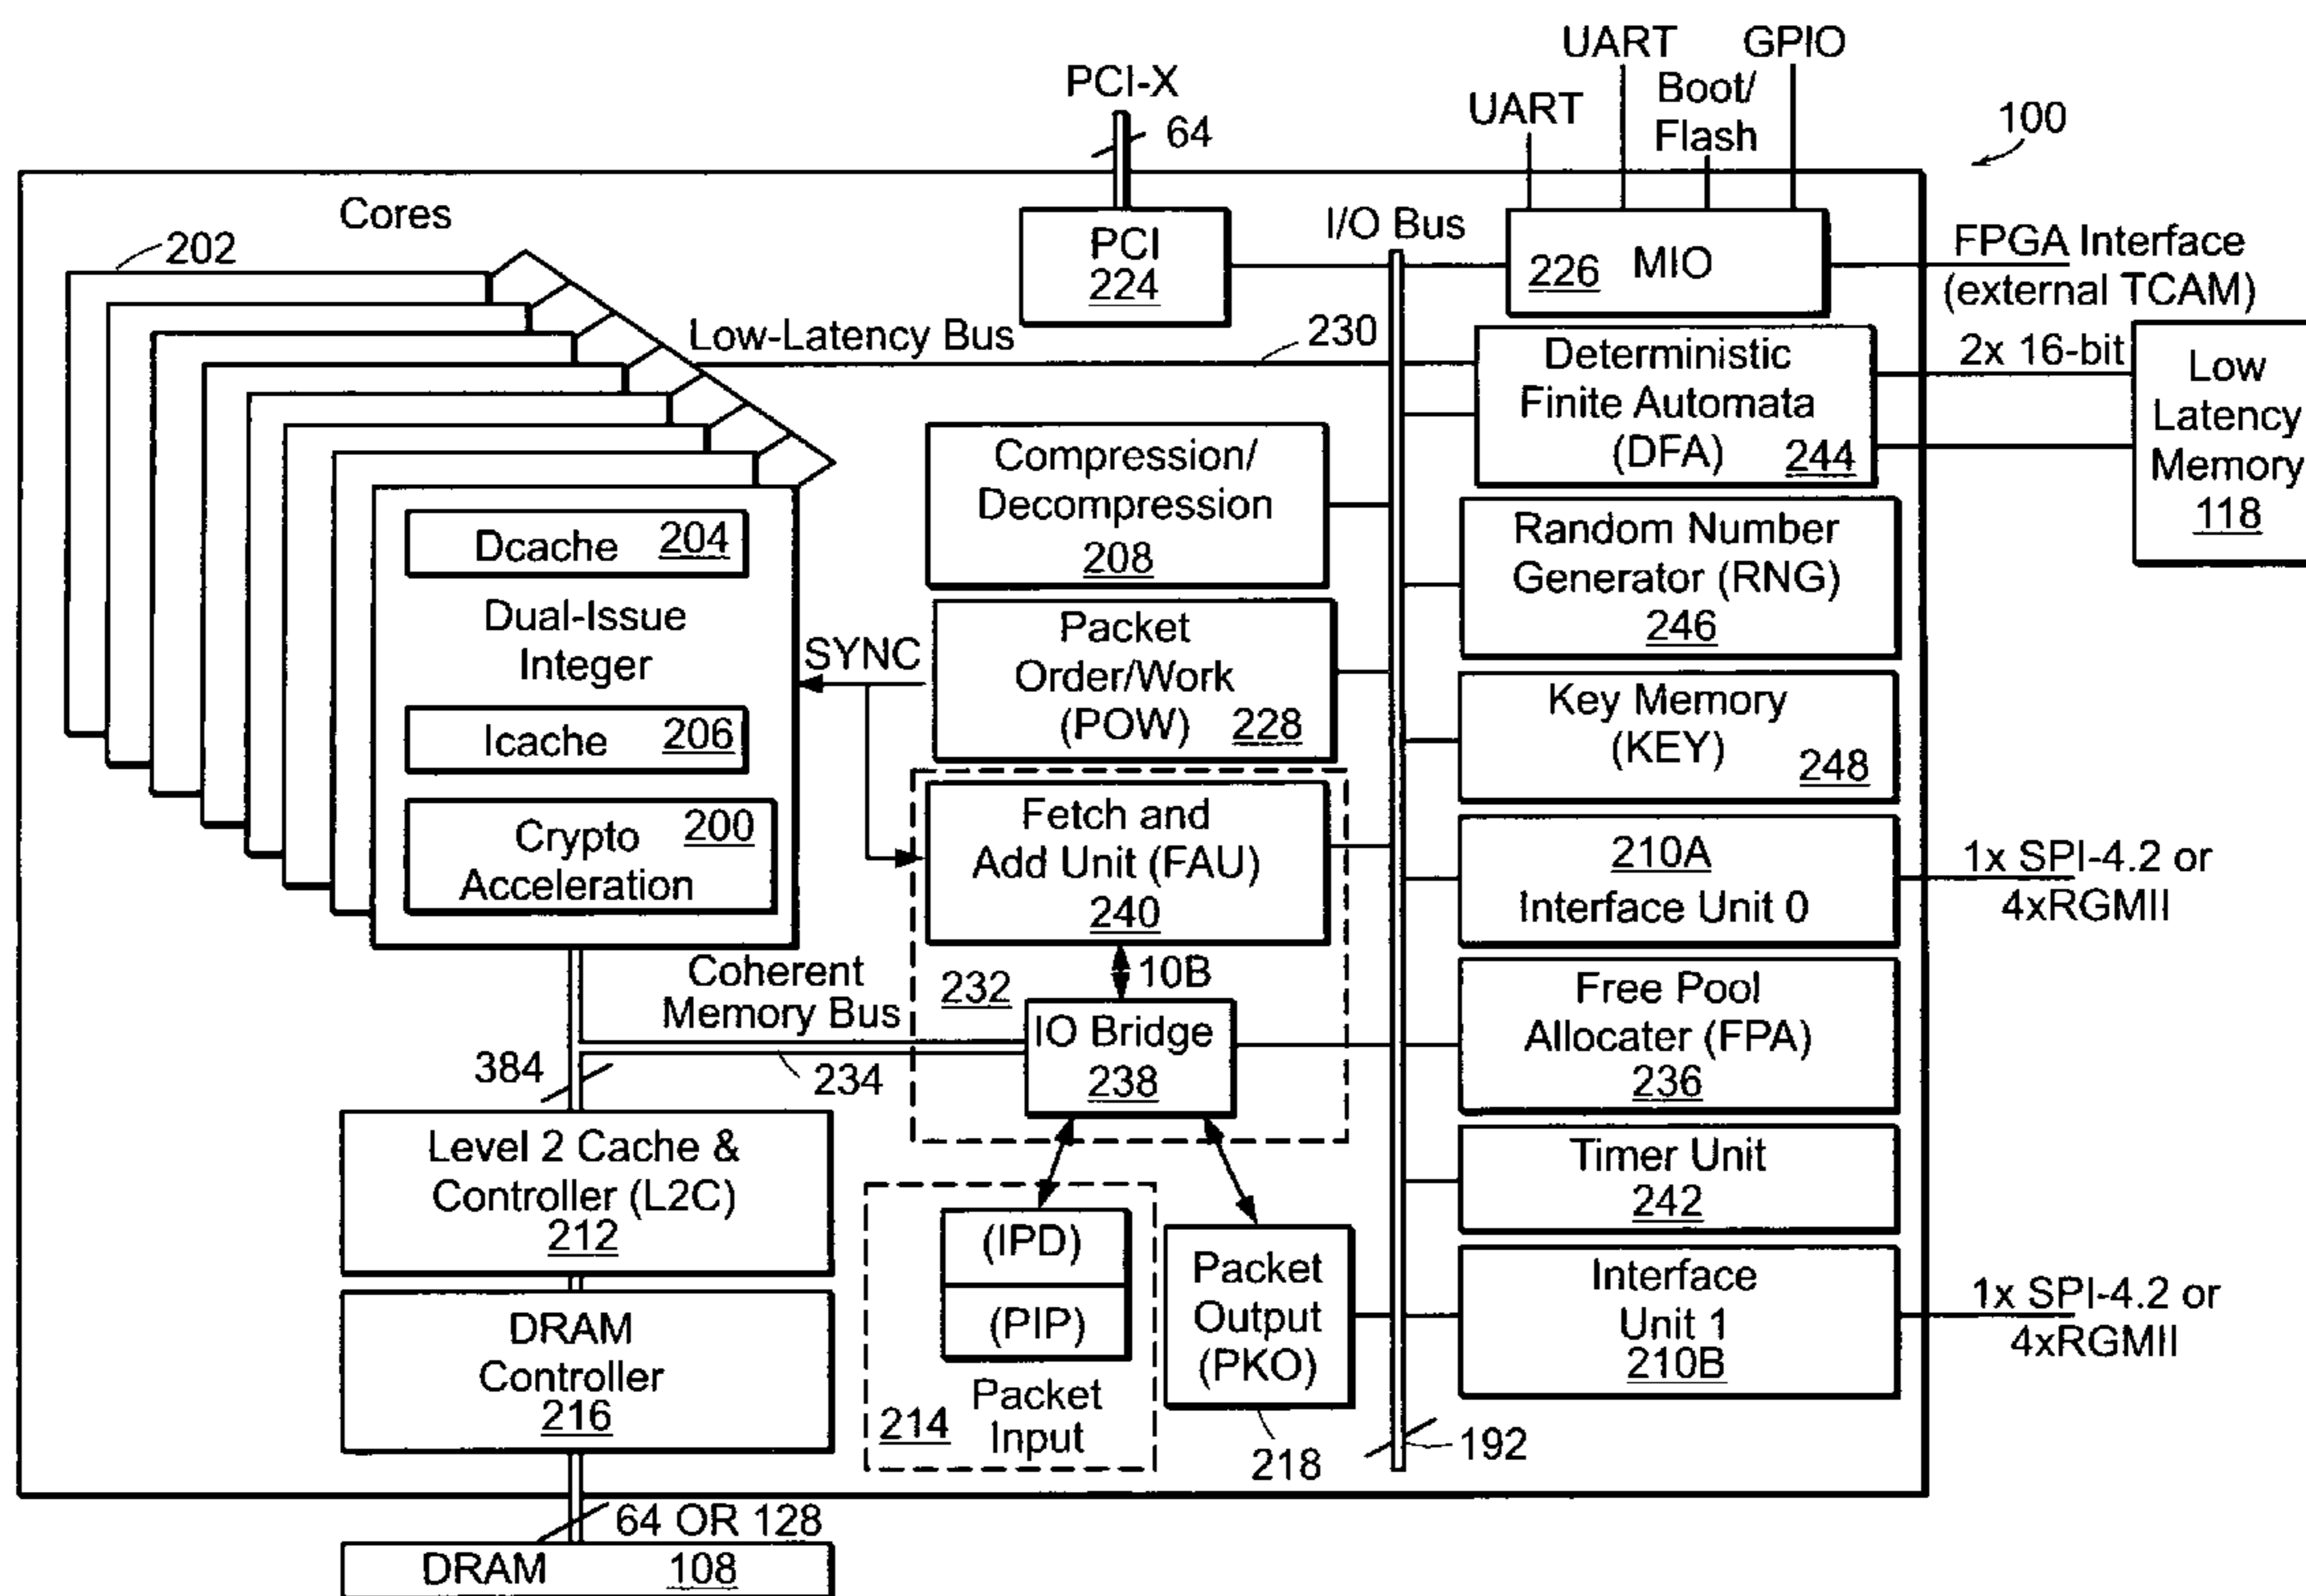 UART GPIO
PCI-X
Boot/
UART
Flash
64
100
Cores
202
PCI
224
I/O Bus
226 MIO
FPGA Interface
(external TCAM)
Low-Latency Bus
230
Deterministic
Finite Automata
(DFA) 244
2x 16-bit
Low
Latency
Memory
118
Compression/
Decompression
208
Dcache 204
Dual-Issue
Integer
Icache 206
Crypto 200
Acceleration
SYNC
Packet
Order/Work
(POW) 228
Random Number
Generator (RNG)
246
Key Memory
(KEY) 248
Fetch and
Add Unit (FAU)
240
210A
Interface Unit 0
1x SPI-4.2 or
4xRGMII
Coherent
Memory Bus
232
10B
IO Bridge
238
384
234
Free Pool
Allocater (FPA)
236
Level 2 Cache &
Controller (L2C)
212
Timer Unit
242
DRAM
Controller
216
(IPD)
(PIP)
Packet
Input
214
Packet
Output
(PKO)
218
Interface
Unit 1
210B
1x SPI-4.2 or
4xRGMII
192
64 OR 128
DRAM 108